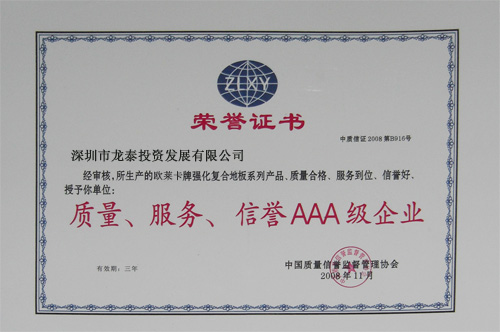 ZLXY
荣誉证书
中质信证2008第B916号
深圳市龙泰投资发展有限公司
经审核,所生产的欧莱卡牌强化复合地板系列产品、质量合格、服务到位、信誉好、
授予你单位:
质量、服务、信誉AAA级企业
有效期:三年
中国质量信誉监督管理协会
2008年11月